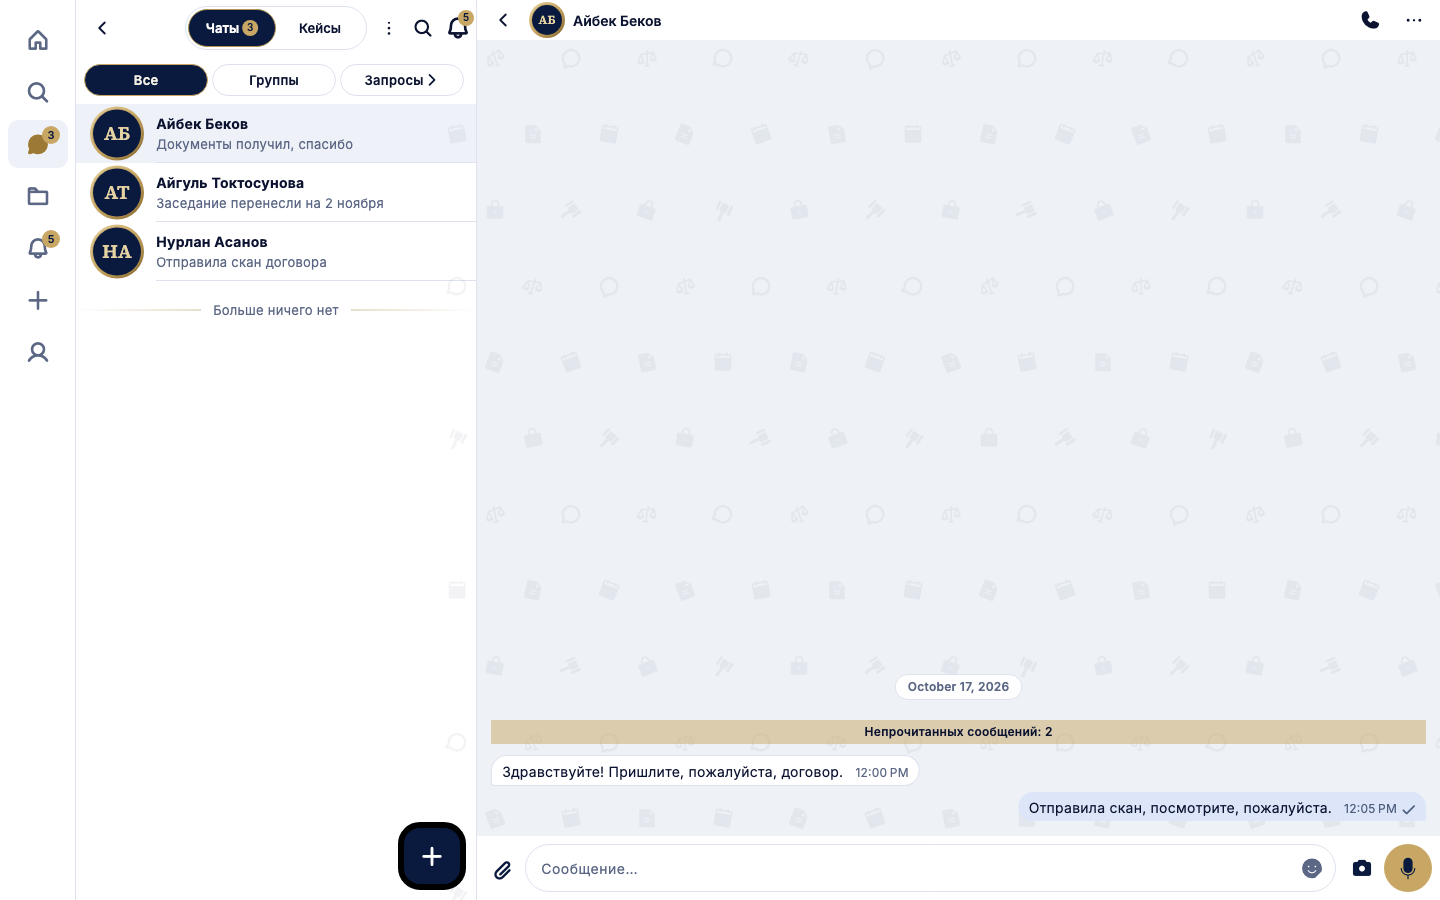 3
5
Чаты 3
Кейсы
5
Все
Группы
Запросы
АБ
Айбек Беков
Документы получил, спасибо
АТ
Айгуль Токтосунова
Заседание перенесли на 2 ноября
НА
Нурлан Асанов
Отправила скан договора
Больше ничего нет
АБ
Айбек Беков
October 17, 2026
Непрочитанных сообщений: 2
Здравствуйте! Пришлите, пожалуйста, договор. 12:00 PM
Отправила скан, посмотрите, пожалуйста. 12:05 PM
Сообщение...